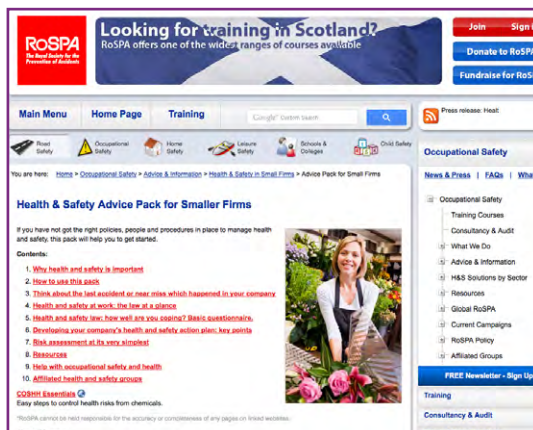 RoSPA
The Royal Society for the
Prevention of Accidents
Looking for training in Scotland?
RoSPA offers one of the widest ranges of courses available
Join Sign
Donate to RoSPA
Fundraise for RoS
Main Menu Home Page Training
Google™ Custom Search
Press release: Healt
Road
Safety
Occupational
Safety
Home
Safety
Leisure
Safety
Schools &
Colleges
Child Safety
You are here: Home > Occupational Safety > Advice & Information > Health & Safety in Small Firms > Advice Pack for Small Firms
Health & Safety Advice Pack for Smaller Firms
If you have not got the right policies, people and procedures in place to manage health
and safety, this pack will help you to get started.
Contents:
1. Why health and safety is important
2. How to use this pack
3. Think about the last accident or near miss which happened in your company
4. Health and safety at work: the law at a glance
5. Health and safety law: how well are you coping? Basic questionnaire.
6. Developing your company's health and safety action plan: key points
7. Risk assessment at its very simplest
8. Resources
9. Help with occupational safety and health
10. Affiliated health and safety groups
COSHH Essentials
Easy steps to control health risks from chemicals.
*RoSPA cannot be held responsible for the accuracy or completeness of any pages on linked websites.
Occupational Safety
News & Press | FAQs | Wha
Occupational Safety
Training Courses
Consultancy & Audit
What We Do
Advice & Information
H&S Solutions by Sector
Resources
Global RoSPA
Current Campaigns
RoSPA Policy
Affiliated Groups
FREE Newsletter - Sign Up
Training
Consultancy & Audit